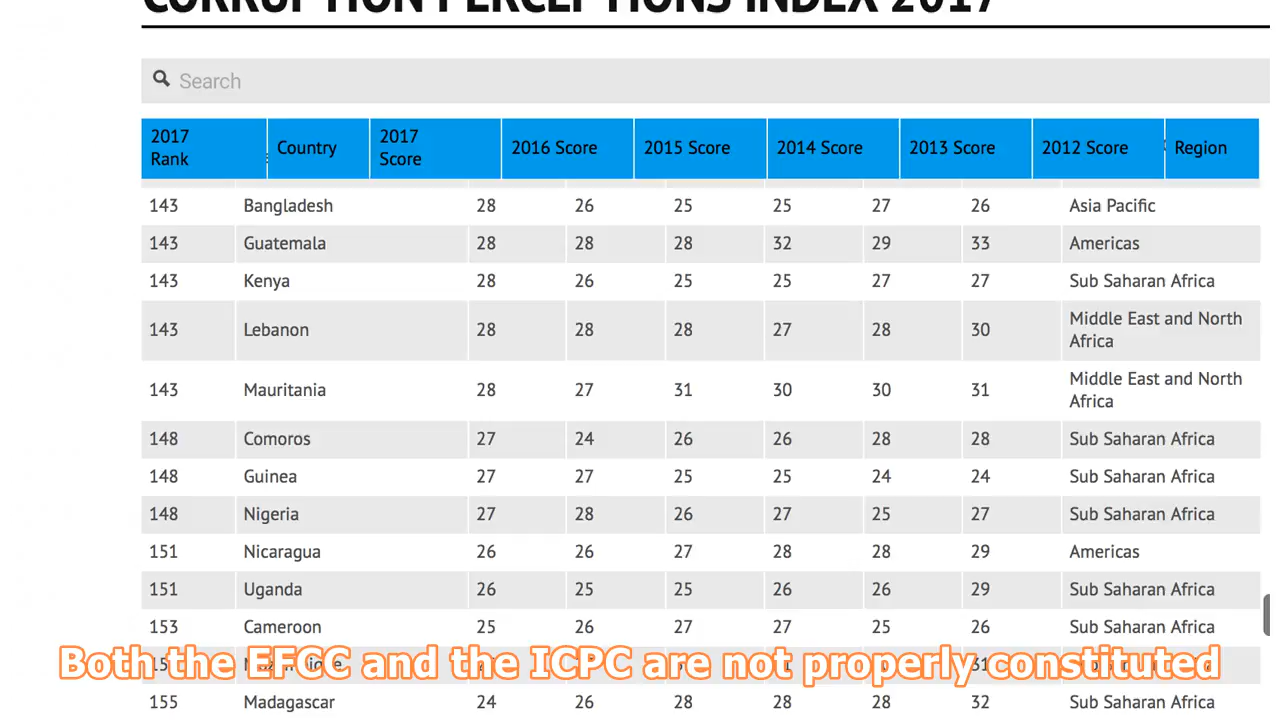 CORRUPTION PERCEPTIONS INDEX 2017
Search
2017 Rank Country 2017 Score 2016 Score 2015 Score 2014 Score 2013 Score 2012 Score Region
143 Bangladesh 28 26 25 25 27 26 Asia Pacific
143 Guatemala 28 28 28 32 29 33 Americas
143 Kenya 28 26 25 25 27 27 Sub Saharan Africa
143 Lebanon 28 28 28 27 28 30 Middle East and North Africa
143 Mauritania 28 27 31 30 30 31 Middle East and North Africa
148 Comoros 27 24 26 26 28 28 Sub Saharan Africa
148 Guinea 27 27 25 25 24 24 Sub Saharan Africa
148 Nigeria 27 28 26 27 25 27 Sub Saharan Africa
151 Nicaragua 26 26 27 28 28 29 Americas
151 Uganda 26 25 25 26 26 29 Sub Saharan Africa
153 Cameroon 25 26 27 27 25 26 Sub Saharan Africa
Both the EFCC and the ICPC are not properly constituted
155 Madagascar 24 26 28 28 28 32 Sub Saharan Africa